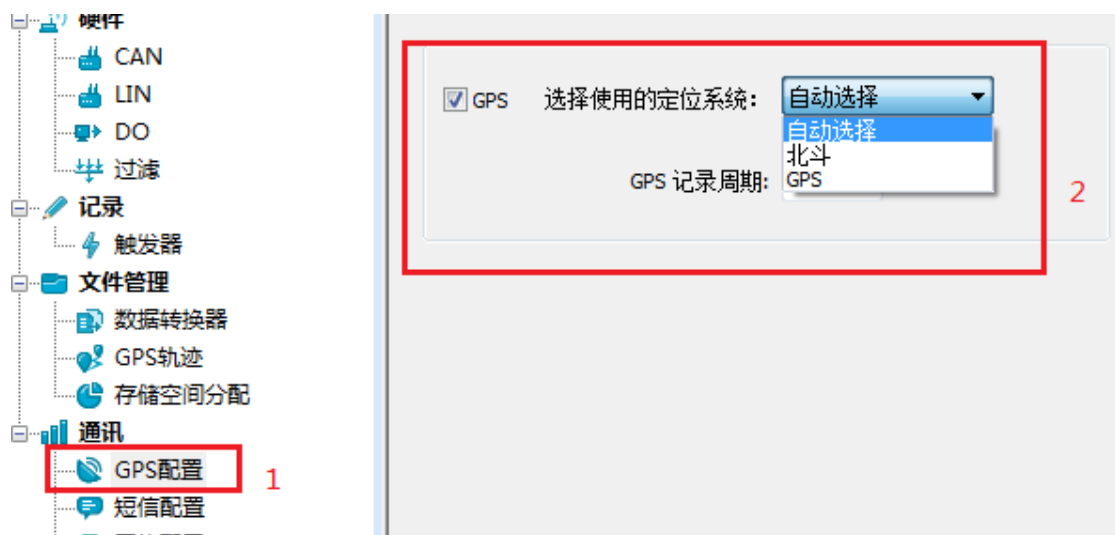 硬件
CAN
LIN
DO
过滤
记录
触发器
文件管理
数据转换器
GPS轨迹
存储空间分配
通讯
GPS配置
1
短信配置
GPS 选择使用的定位系统: 自动选择
自动选择
北斗
GPS
GPS 记录周期:
2